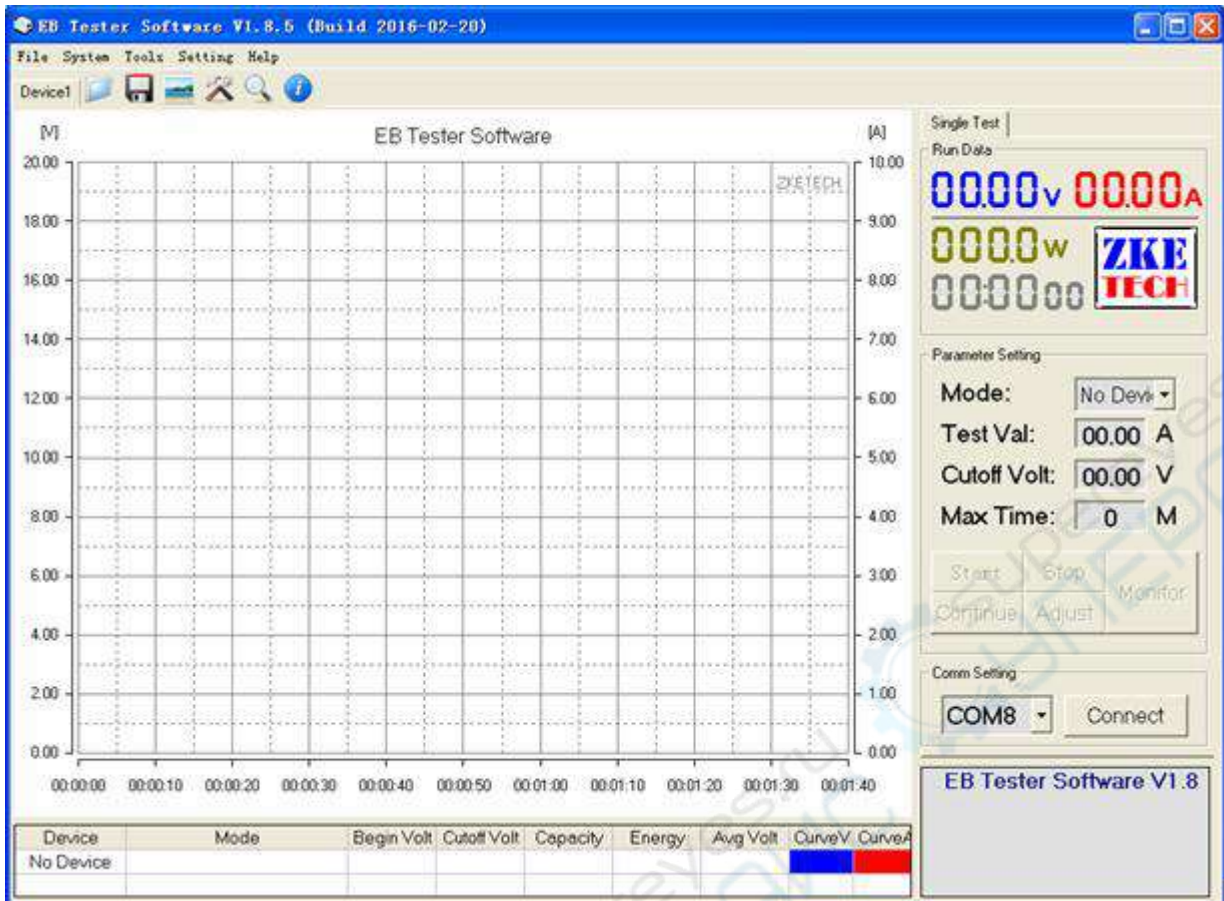 EB Tester Software V1.8.5 (Build 2016-02-20)
File System Tools Setting Help
Device1
[V] EB Tester Software [A]
ZKETECH
20.00
18.00
16.00
14.00
12.00
10.00
8.00
6.00
4.00
2.00
0.00
10.00
9.00
8.00
7.00
6.00
5.00
4.00
3.00
2.00
1.00
0.00
00:00:00 00:00:10 00:00:20 00:00:30 00:00:40 00:00:50 00:01:00 00:01:10 00:01:20 00:01:30 00:01:40
Device Mode Begin Volt Cutoff Volt Capacity Energy Avg Volt CurveV CurveA
No Device
Single Test
Run Data
00.00V 00.00A
000.0W
00:00 00
ZKE
TECH
Parameter Setting
Mode: No Devi
Test Val: 00.00 A
Cutoff Volt: 00.00 V
Max Time: 0 M
Start Stop
Monitor
Continue Adjust
Comm Setting
COM8 Connect
EB Tester Software V1.8